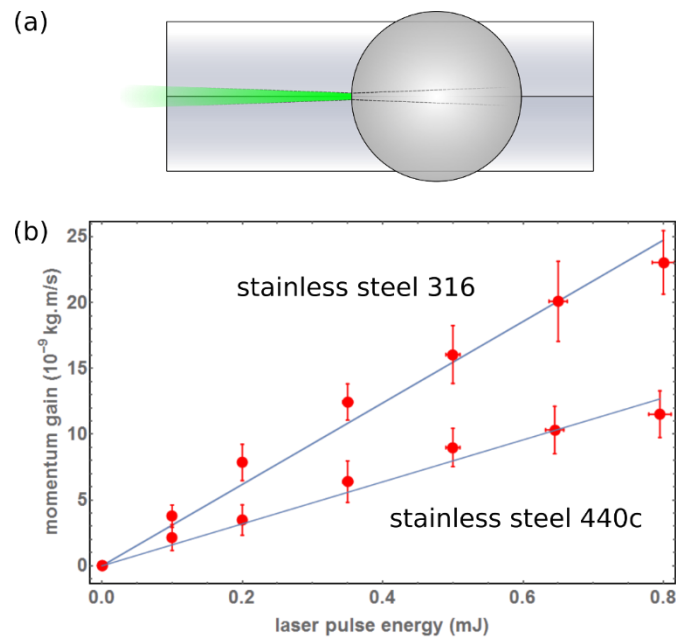 (a)
(b)
25
20
15
10
5
0
momentum gain (10⁻⁹ kg.m/s)
stainless steel 316
stainless steel 440c
0.0 0.2 0.4 0.6 0.8
laser pulse energy (mJ)